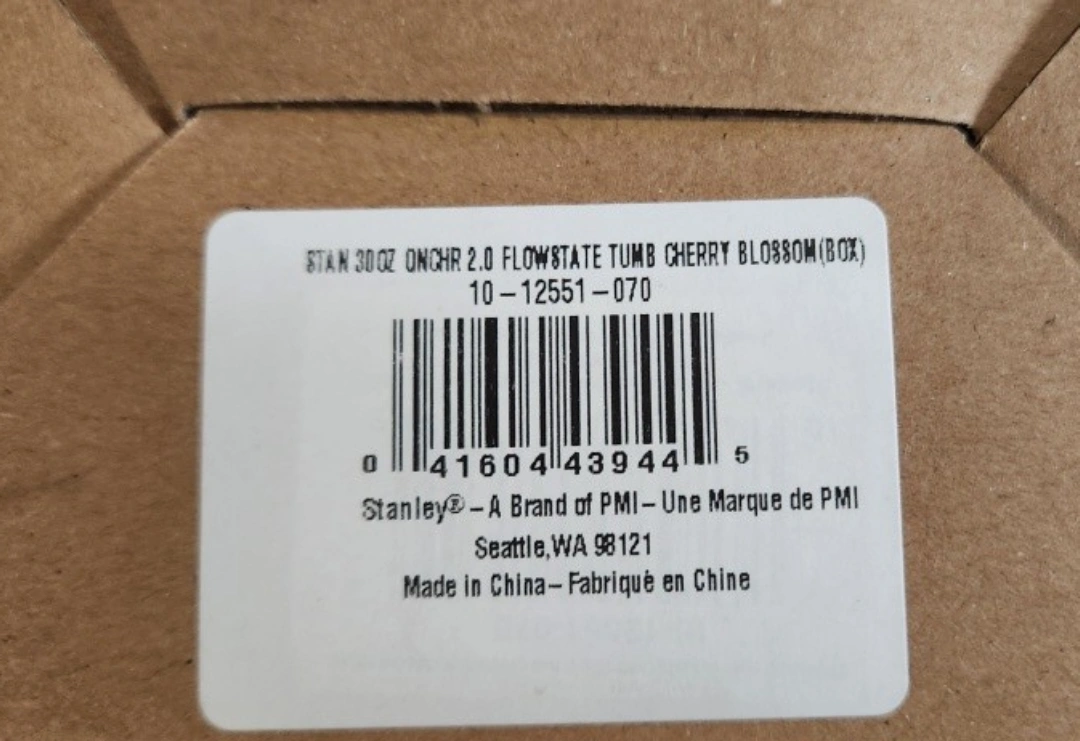 STAN 30OZ QNCHR 2.0 FLOWSTATE TUMB CHERRY BLOSSOM(BOX)
10-12551-070
0 41604 43944 5
Stanley® - A Brand of PMI - Une Marque de PMI
Seattle,WA 98121
Made in China - Fabriqué en Chine